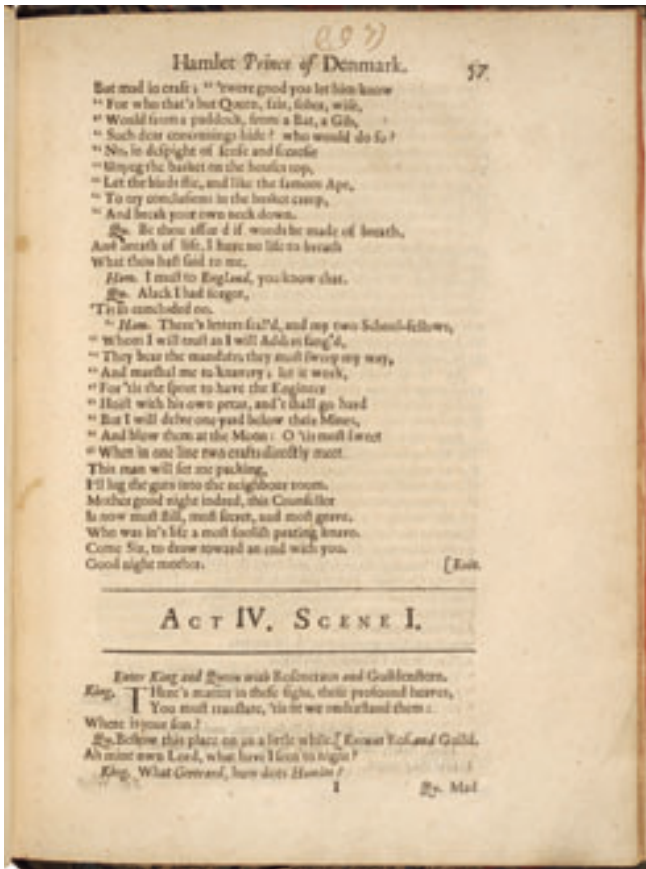 (97)
Hamlet Prince of Denmark. 57
But mad in craft; “ 'twere good you let him know
“ For who that's but Queen, fair, sober, wise,
“ Would from a paddock, from a Bat, a Gib,
“ Such dear concernings hide? who would do so?
“ No, in despight of sense and secresie
“ Unpeg the basket on the houses top,
“ Let the birds flie, and like the famous Ape,
“ To try conclusions in the basket creep,
“ And break your own neck down.
Qu. Be thou assur'd if words be made of breath,
And breath of life, I have no life to breath
What thou hast said to me.
Ham. I must to England, you know that.
Qu. Alack I had forgot,
'Tis so concluded on.
“ Ham. There's letters seal'd, and my two School-fellows,
“ Whom I will trust as I will Adders fang'd,
“ They bear the mandate, they must sweep my way,
“ And marshal me to knavery; let it work,
“ For 'tis the sport to have the Enginer
“ Hoist with his own petar, and't shall go hard
“ But I will delve one yard below their Mines,
“ And blow them at the Moon: O 'tis most sweet
“ When in one line two crafts directly meet.
This man will set me packing,
I'll lug the guts into the neighbour room.
Mother good night indeed, this Counsellor
Is now most still, most secret, and most grave,
Who was in's life a most foolish prating knave.
Come Sir, to draw toward an end with you.
Good night mother. [Exit.
ACT IV. SCENE I.
Enter King and Queen with Rosencraus and Guildenstern.
King. THere's matter in these sighs, these profound heaves,
You must translate, 'tis fit we understand them:
Where is your son?
Qu. Bestow this place on us a little while. [Exeunt Ros. and Guild.
Ah mine own Lord, what have I seen to night?
King. What Gertrard, how does Hamlet?
I Qu. Mad